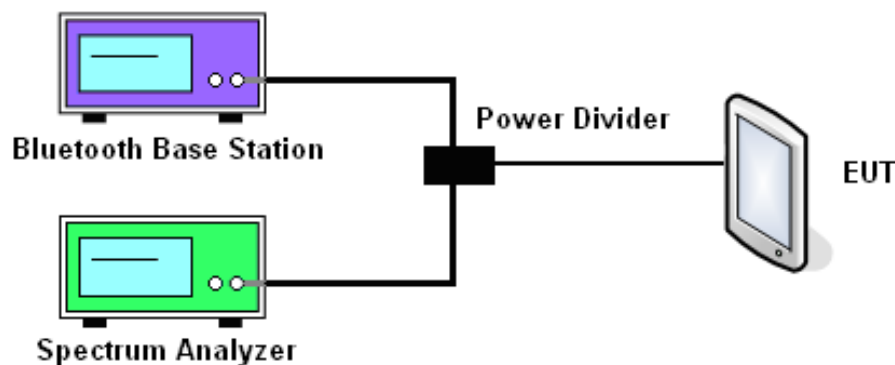 Bluetooth Base Station
Power Divider
EUT
Spectrum Analyzer